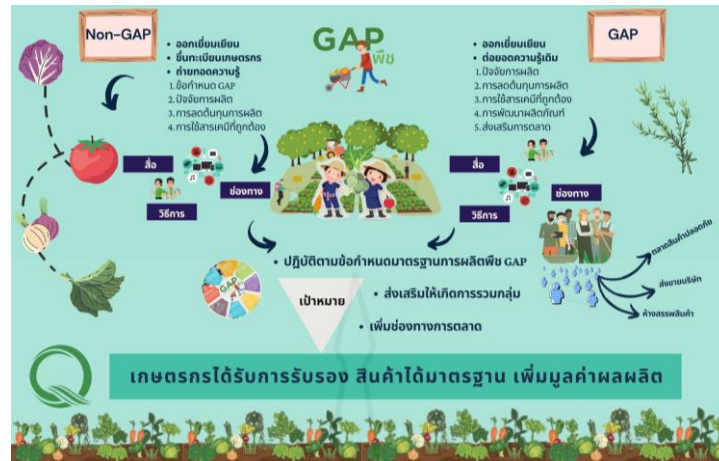 Non-GAP
• ออกเยี่ยมเยียน
• ขึ้นทะเบียนเกษตรกร
• ถ่ายทอดความรู้
1.ข้อกำหนด GAP
2.ปัจจัยการผลิต
3.การลดต้นทุนการผลิต
4.การใช้สารเคมีที่ถูกต้อง
สื่อ
วิธีการ
ช่องทาง
GAP
พืช
• ออกเยี่ยมเยียน
• ต่อยอดความรู้เดิม
1.ปัจจัยการผลิต
2.การลดต้นทุนการผลิต
3.การใช้สารเคมีที่ถูกต้อง
4.การพัฒนาผลิตภัณฑ์
5.ส่งเสริมการตลาด
GAP
สื่อ
วิธีการ
ช่องทาง
ตลาดสินค้าปลอดภัย
ส่งขายบริษัท
ห้างสรรพสินค้า
GAP
เป้าหมาย
• ปฏิบัติตามข้อกำหนดมาตรฐานการผลิตพืช GAP
• ส่งเสริมให้เกิดการรวมกลุ่ม
• เพิ่มช่องทางการตลาด
Q
เกษตรกรได้รับการรับรอง สินค้าได้มาตรฐาน เพิ่มมูลค่าผลผลิต